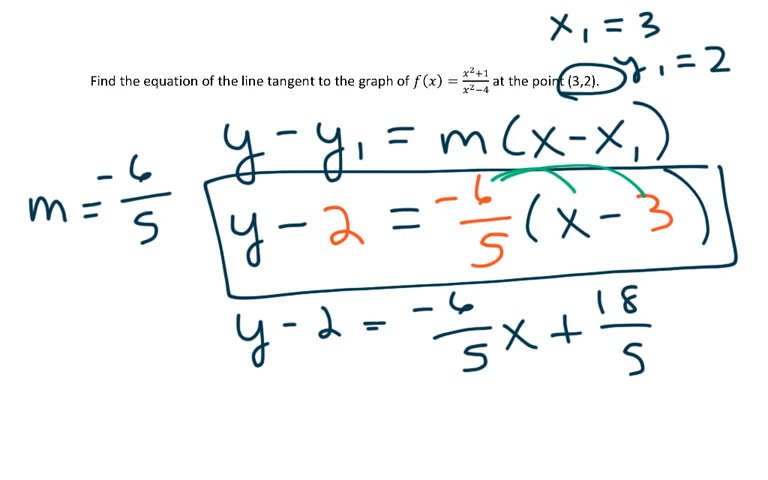 x₁ = 3
Find the equation of the line tangent to the graph of f(x) = (x²+1)/(x²−4) at the point (3,2).
y₁ = 2
y − y₁ = m(x − x₁)
m = −6/5
y − 2 = −6/5 (x − 3)
y − 2 = −6/5 x + 18/5